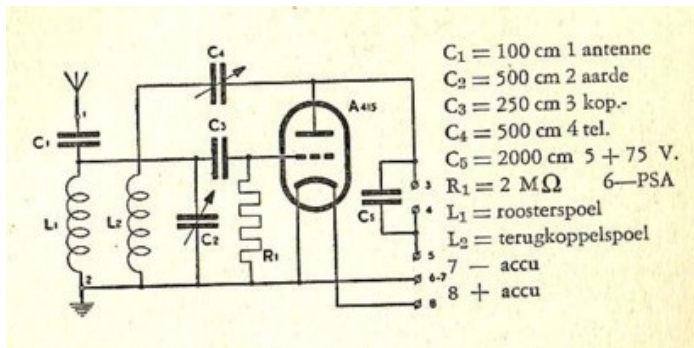 C₄
A 415
C₁ = 100 cm 1 antenne
C₂ = 500 cm 2 aarde
C₃ = 250 cm 3 kop.-
C₄ = 500 cm 4 tel.
C₅ = 2000 cm 5 + 75 V.
R₁ = 2 MΩ 6—PSA
L₁ = roosterspoel
L₂ = terugkoppelspoel
7 — accu
8 + accu
1
C₁
C₃
3
C₅
4
L₁
L₂
C₂
R₁
5
2
6-7
8